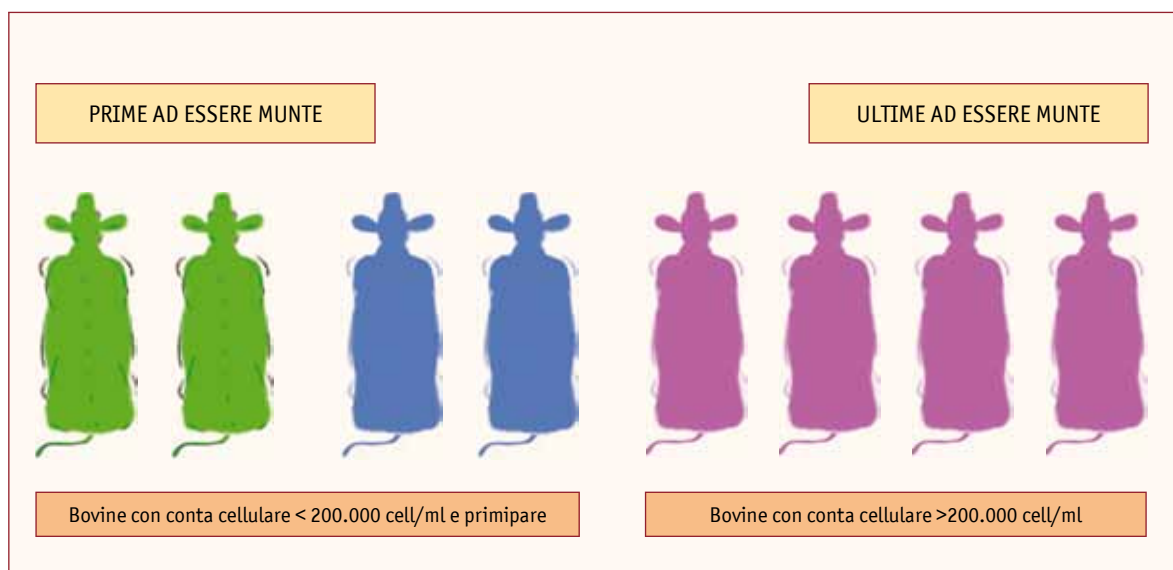 PRIME AD ESSERE MUNTE
ULTIME AD ESSERE MUNTE
Bovine con conta cellulare < 200.000 cell/ml e primipare
Bovine con conta cellulare >200.000 cell/ml